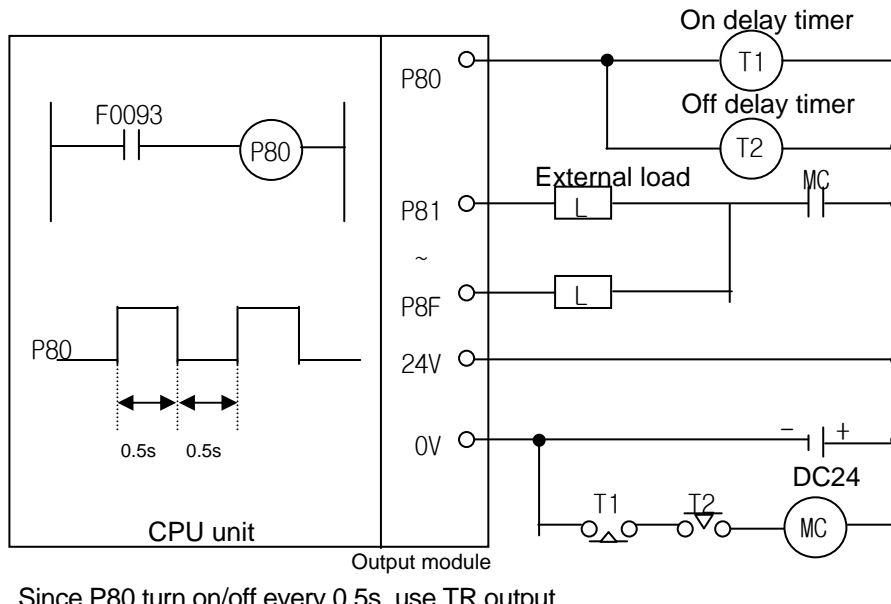 On delay timer
P80
T1
F0093
Off delay timer
P80
T2
External load
MC
P81
L
~
P8F
L
P80
24V
0.5s 0.5s
0V
- +
DC24
T1 T2
MC
CPU unit
Output module
Since P80 turn on/off every 0.5s, use TR output